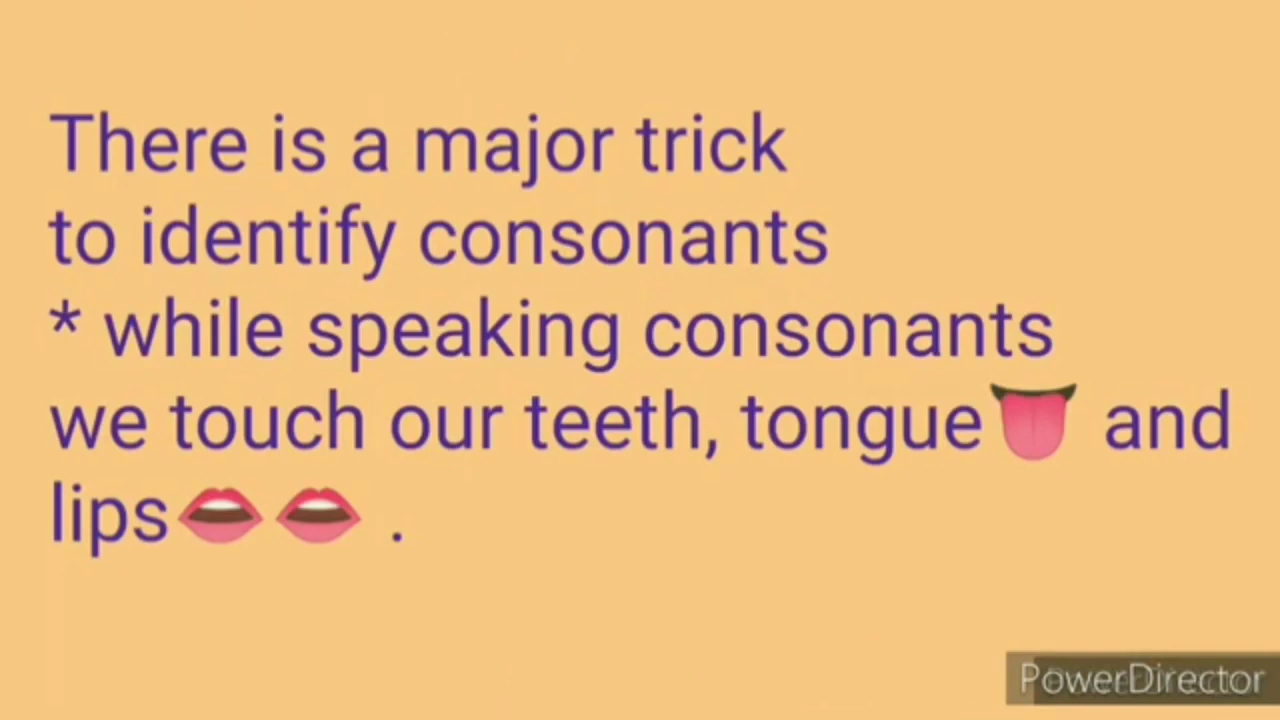 There is a major trick
to identify consonants
* while speaking consonants
we touch our teeth, tongue👅 and
lips👄👄 .
PowerDirector